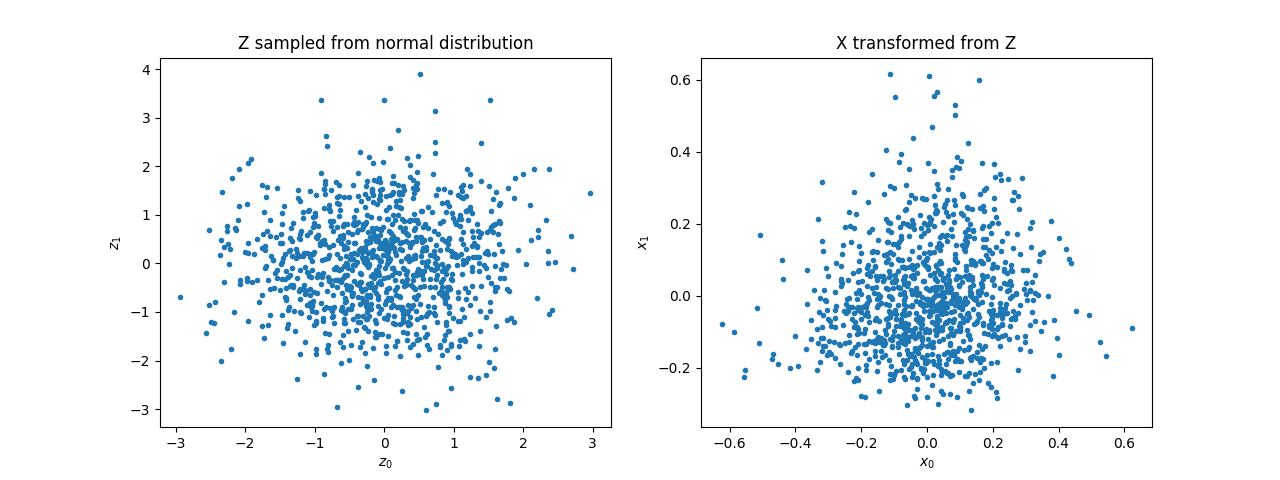 Z sampled from normal distribution
4
3
2
1
0
−1
−2
−3
z1
−3 −2 −1 0 1 2 3
z0
X transformed from Z
0.6
0.4
0.2
0.0
−0.2
x1
−0.6 −0.4 −0.2 0.0 0.2 0.4 0.6
x0